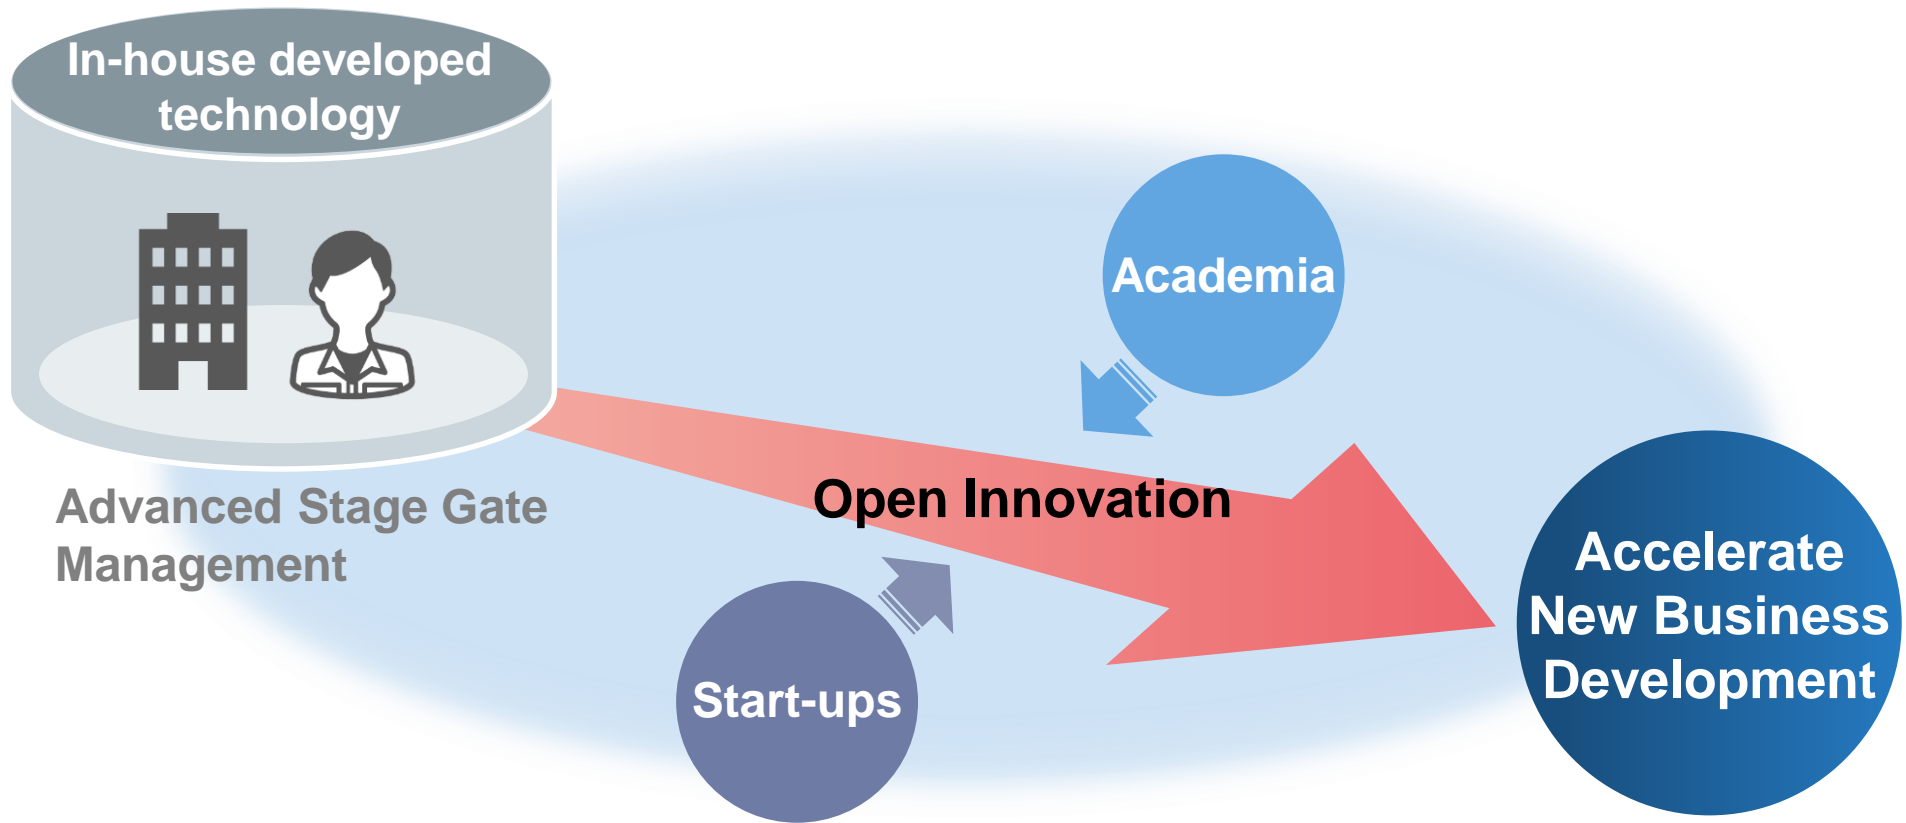 In-house developed
technology
Academia
Advanced Stage Gate
Management
Open Innovation
Start-ups
Accelerate
New Business
Development